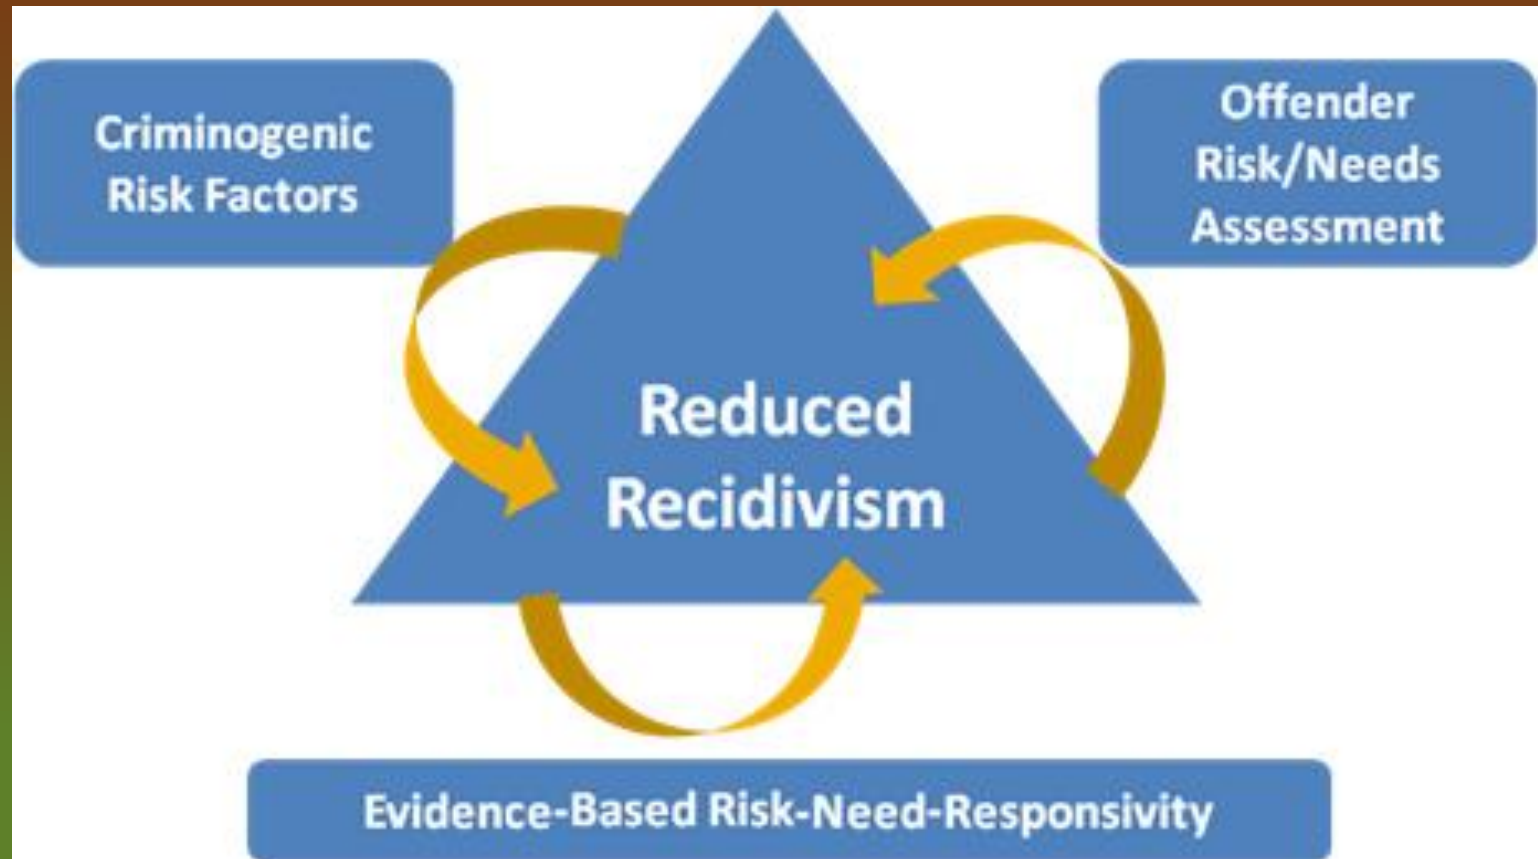 Criminogenic
Risk Factors
Offender
Risk/Needs
Assessment
Reduced
Recidivism
Evidence-Based Risk-Need-Responsivity